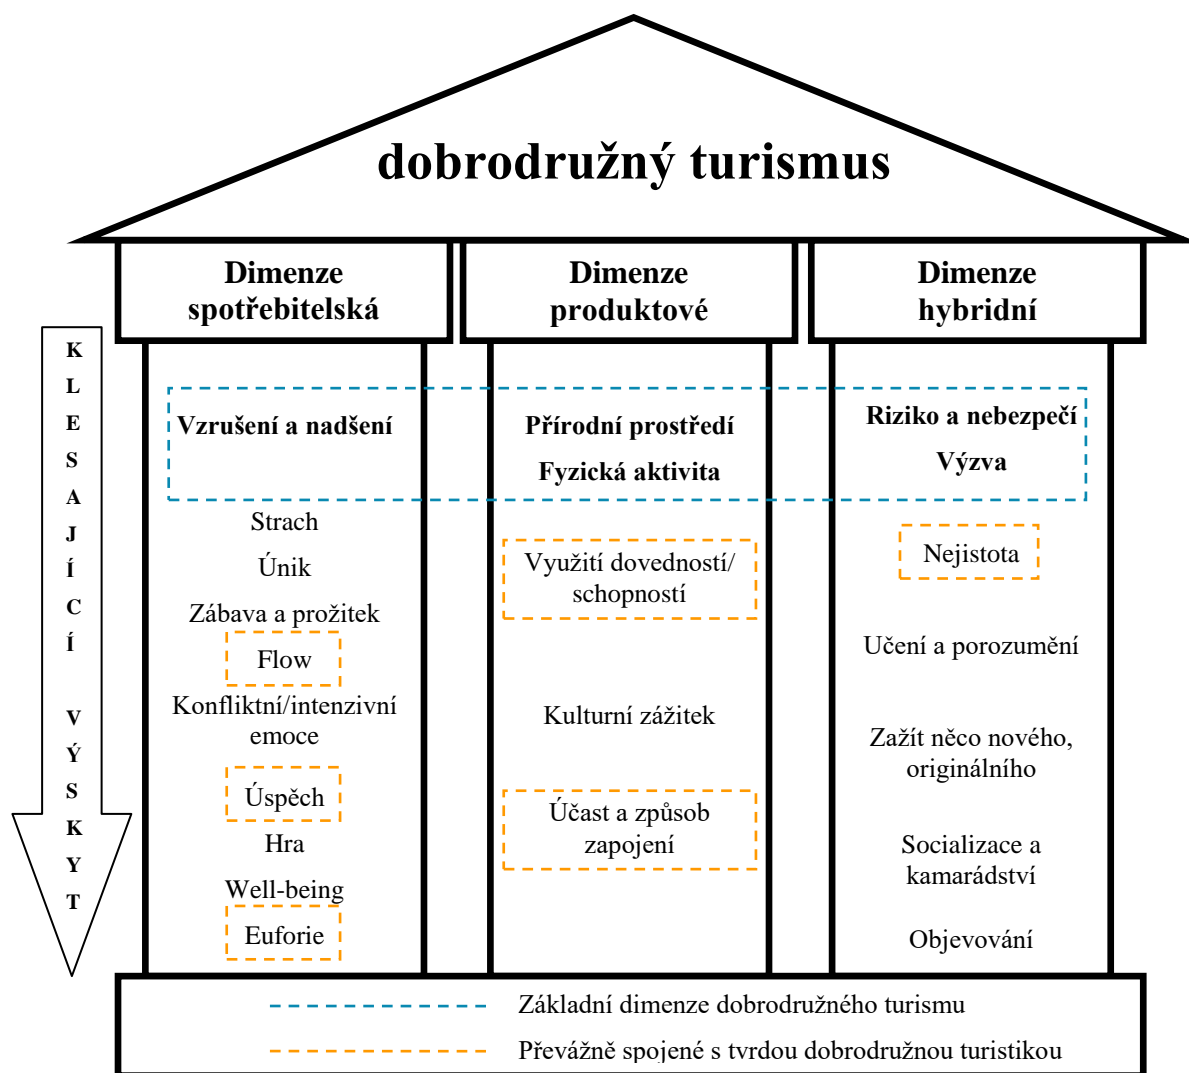 dobrodružný turismus
Dimenze
spotřebitelská
Dimenze
produktové
Dimenze
hybridní
KLESAJÍCÍ VÝSKYT
Vzrušení a nadšení
Strach
Únik
Zábava a prožitek
Flow
Konfliktní/intenzivní
emoce
Úspěch
Hra
Well-being
Euforie
Přírodní prostředí
Fyzická aktivita
Využití dovedností/
schopností
Kulturní zážitek
Účast a způsob
zapojení
Riziko a nebezpečí
Výzva
Nejistota
Učení a porozumění
Zažít něco nového,
originálního
Socializace a
kamarádství
Objevování
Základní dimenze dobrodružného turismu
Převážně spojené s tvrdou dobrodružnou turistikou